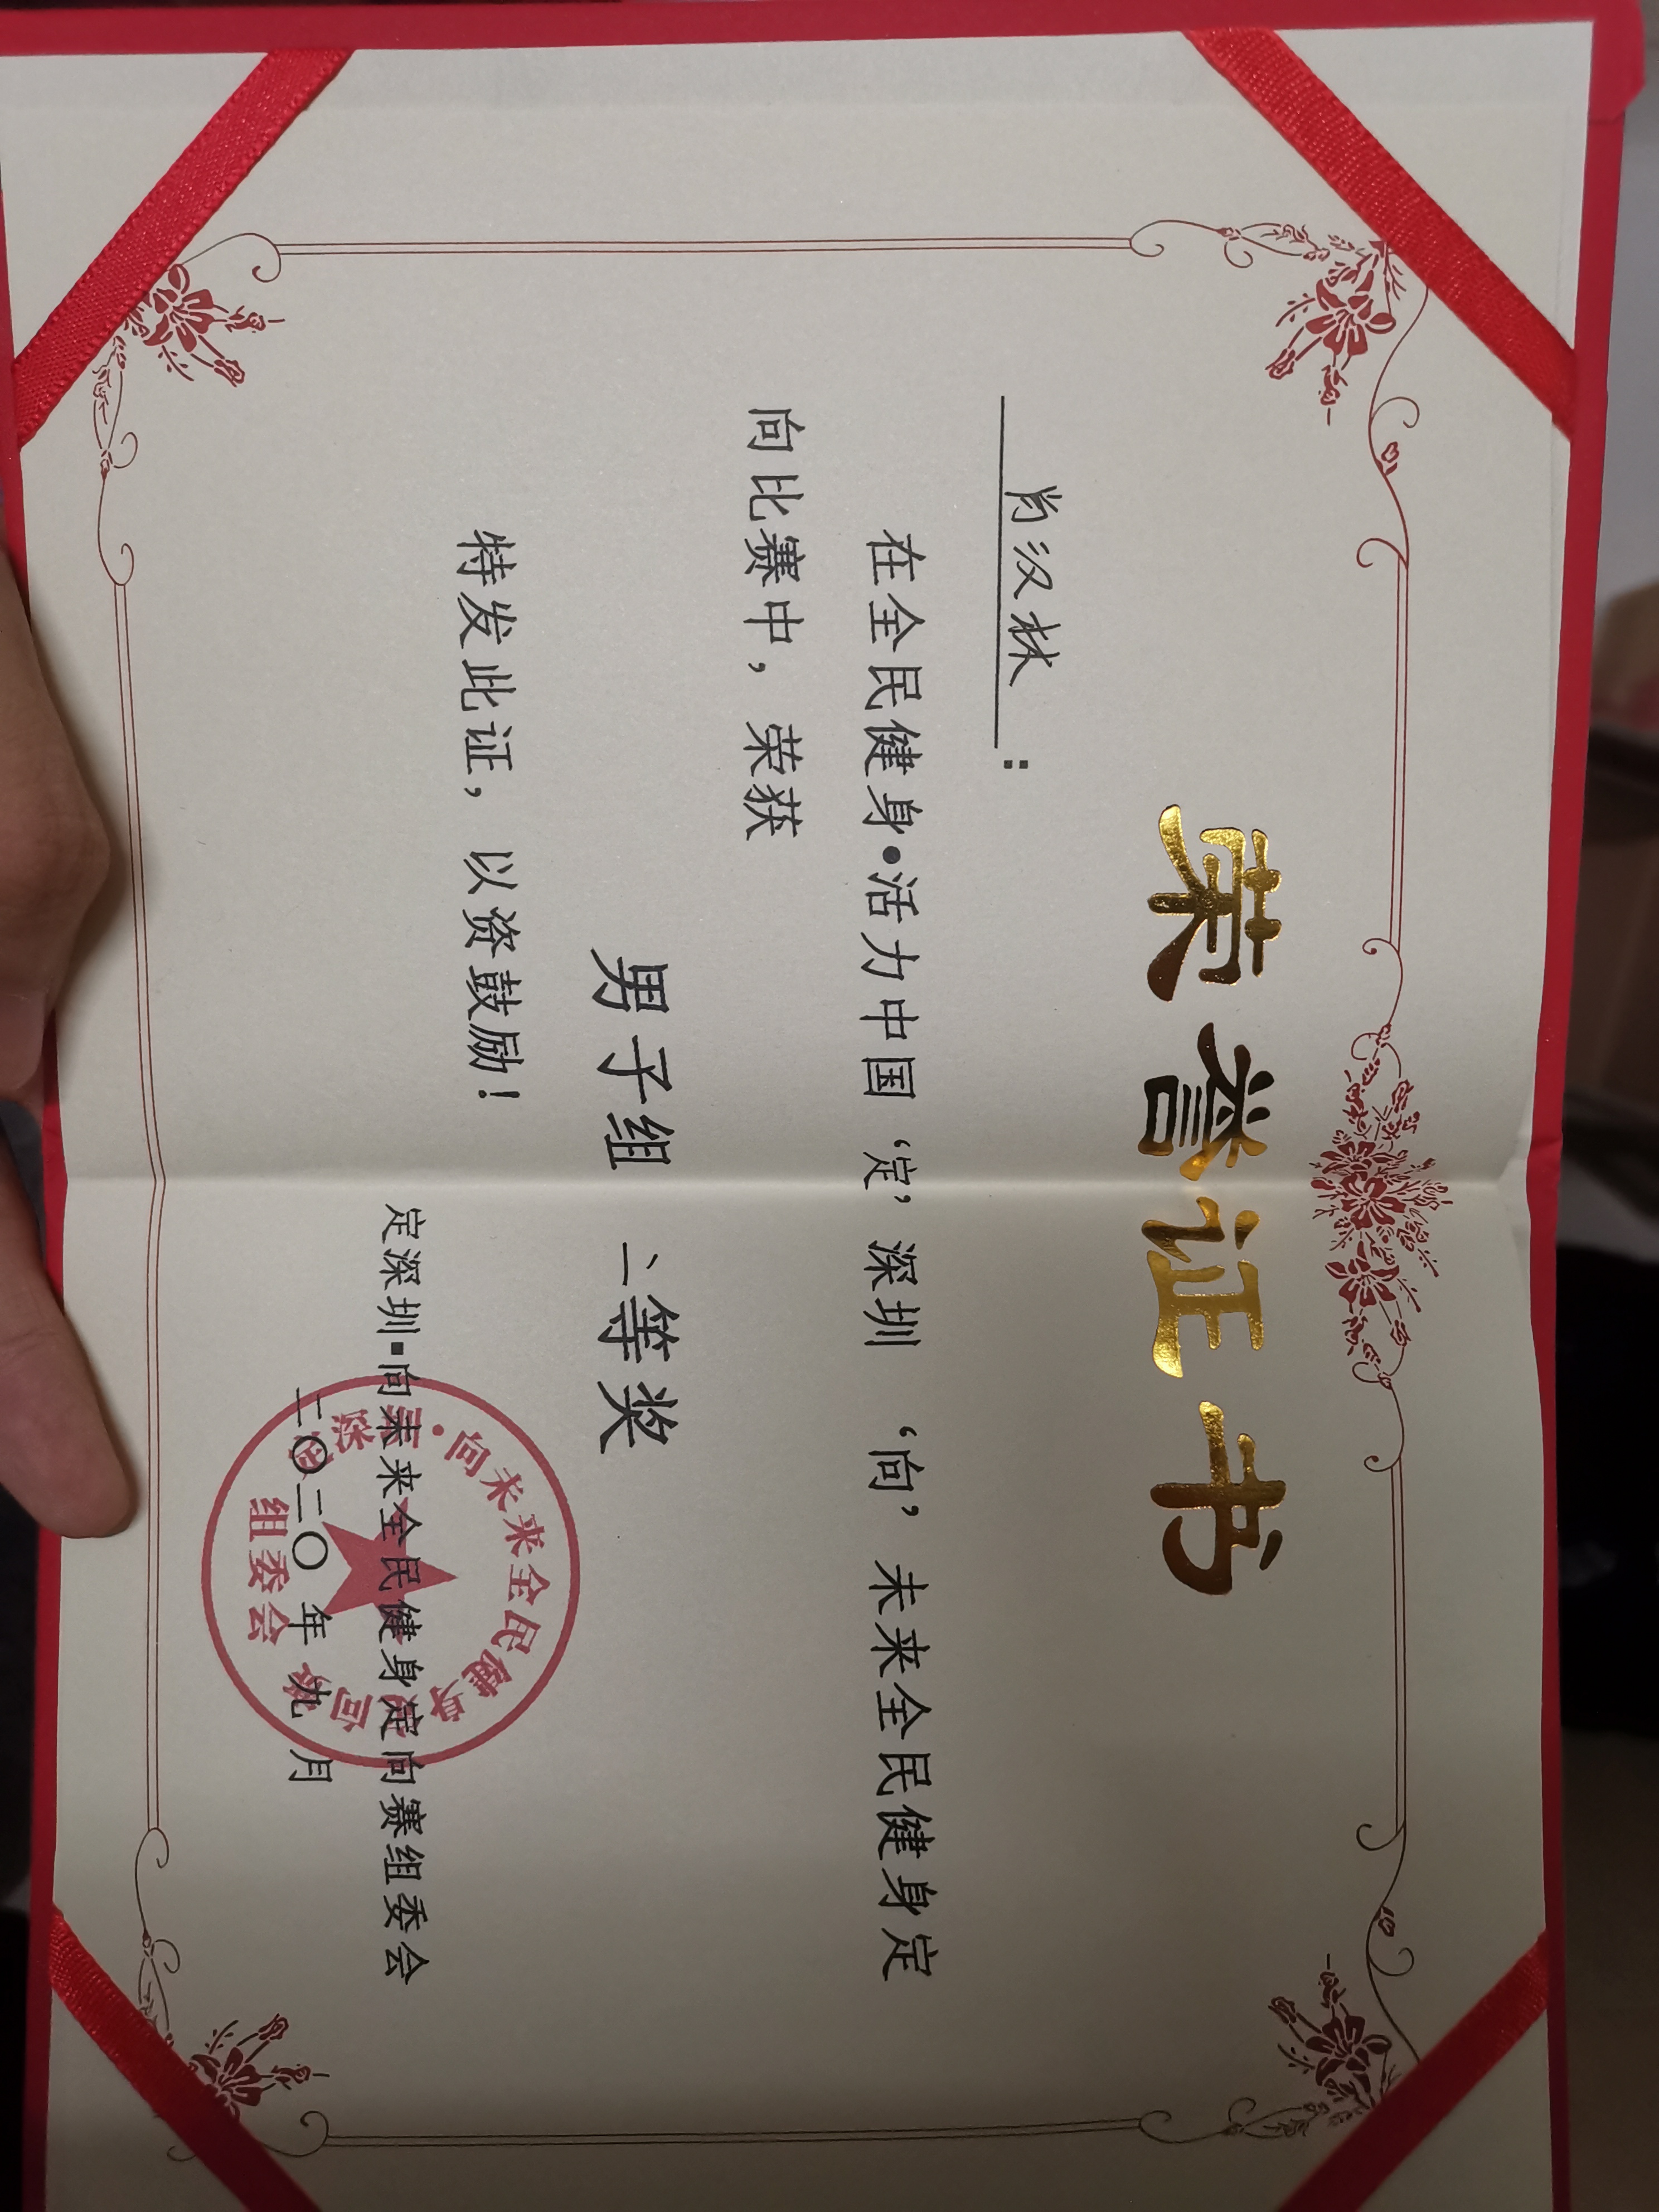 荣誉证书
肖汉林：
在全民健身•活力中国‘定’深圳 ‘向’未来全民健身定
向比赛中，荣获
男子组 二等奖
特发此证，以资鼓励！
定深圳▪向未来全民健身定向赛组委会
二〇二〇年 九 月
定深圳·向未来全民健身定向赛
组委会